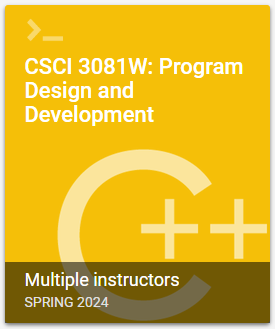 CSCI 3081W: Program
Design and
Development
C++
Multiple instructors
SPRING 2024